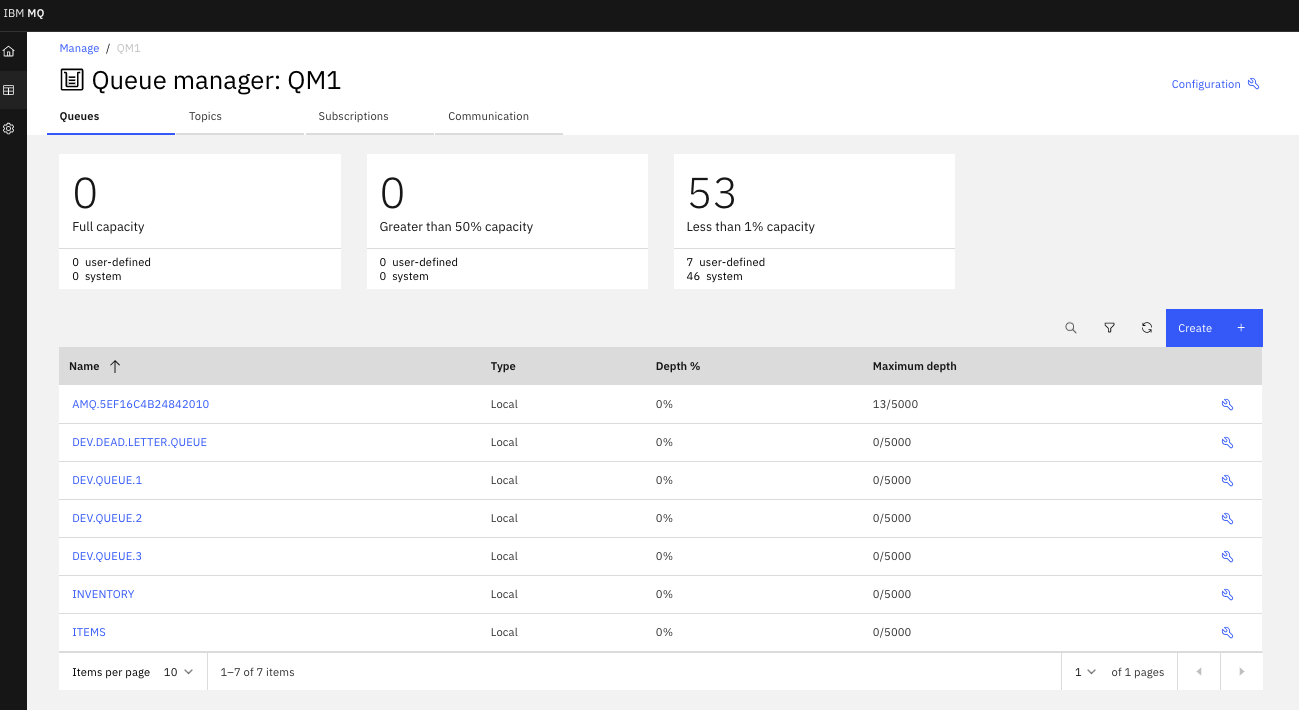 IBM MQ
Manage / QM1
Queue manager: QM1
Configuration
Queues Topics Subscriptions Communication
0
Full capacity
0 user-defined
0 system
0
Greater than 50% capacity
0 user-defined
0 system
53
Less than 1% capacity
7 user-defined
46 system
Create +
Name Type Depth % Maximum depth
AMQ.5EF16C4B24842010 Local 0% 13/5000
DEV.DEAD.LETTER.QUEUE Local 0% 0/5000
DEV.QUEUE.1 Local 0% 0/5000
DEV.QUEUE.2 Local 0% 0/5000
DEV.QUEUE.3 Local 0% 0/5000
INVENTORY Local 0% 0/5000
ITEMS Local 0% 0/5000
Items per page 10 1–7 of 7 items 1 of 1 pages